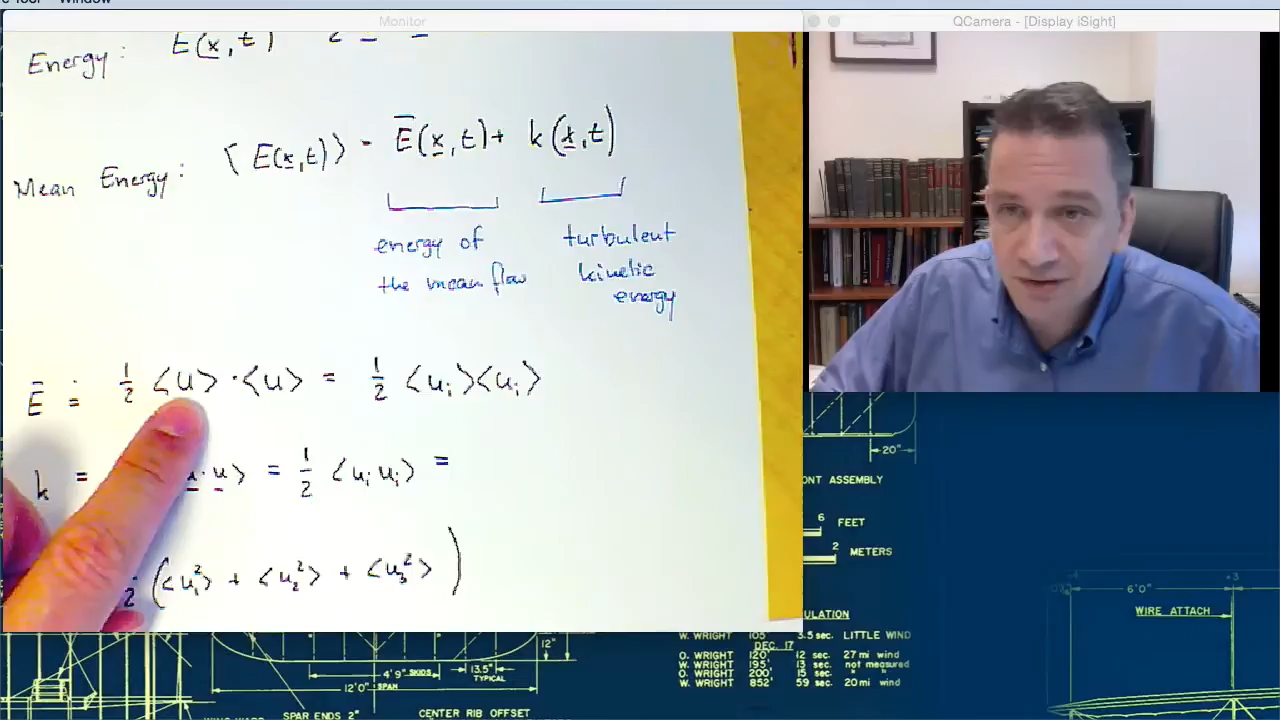 Window
Monitor
QCamera - [Display iSight]
Energy: E(x,t)
Mean Energy: ⟨E(x,t)⟩ = Ē(x,t) + k(x,t)
energy of
the mean flow
turbulent
kinetic
energy
Ē = 1/2 ⟨u⟩·⟨u⟩ = 1/2 ⟨ui⟩⟨ui⟩
k = u·u⟩ = 1/2 ⟨ui ui⟩ =
2 (⟨u1²⟩ + ⟨u2²⟩ + ⟨u3²⟩)
20"
ONT ASSEMBLY
6 FEET
2 METERS
6'0" +3
WIRE ATTACH
ULATION
W. WRIGHT 105' 3.5 sec. LITTLE WIND
DEC. 17
O. WRIGHT 120' 12 sec. 27 mi wind
W. WRIGHT 195' 13 sec. not measured
O. WRIGHT 200' 15 sec. " "
W. WRIGHT 852' 59 sec. 20 mi wind
12"
4'9" SKIDS
13.5"
TYPICAL
12'0" SPAN
SPAR ENDS 2"
CENTER RIB OFFSET